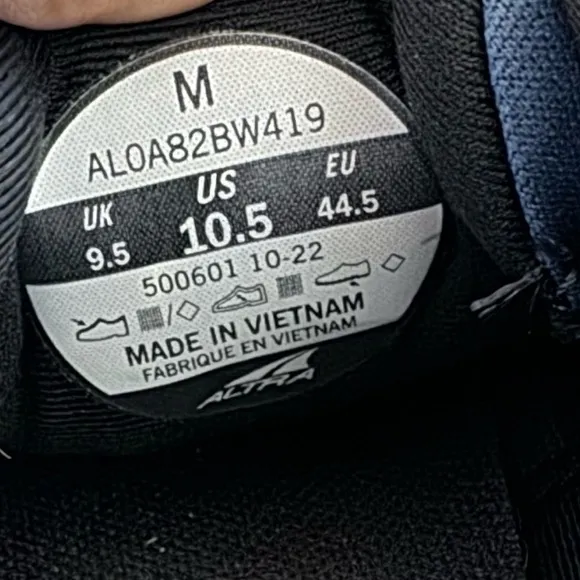 M
AL0A82BW419
UK US EU
9.5 10.5 44.5
500601 10-22
/
MADE IN VIETNAM
FABRIQUE EN VIETNAM
ALTRA